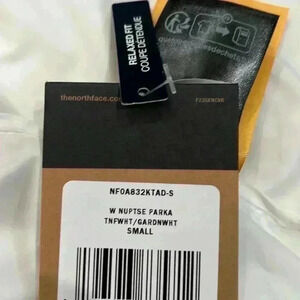 RELAXED FIT
COUPE DÉTENDUE
thenorthface.com
NF0A832KTAD-S
W NUPTSE PARKA
TNFWHT/GARDNWHT
SMALL